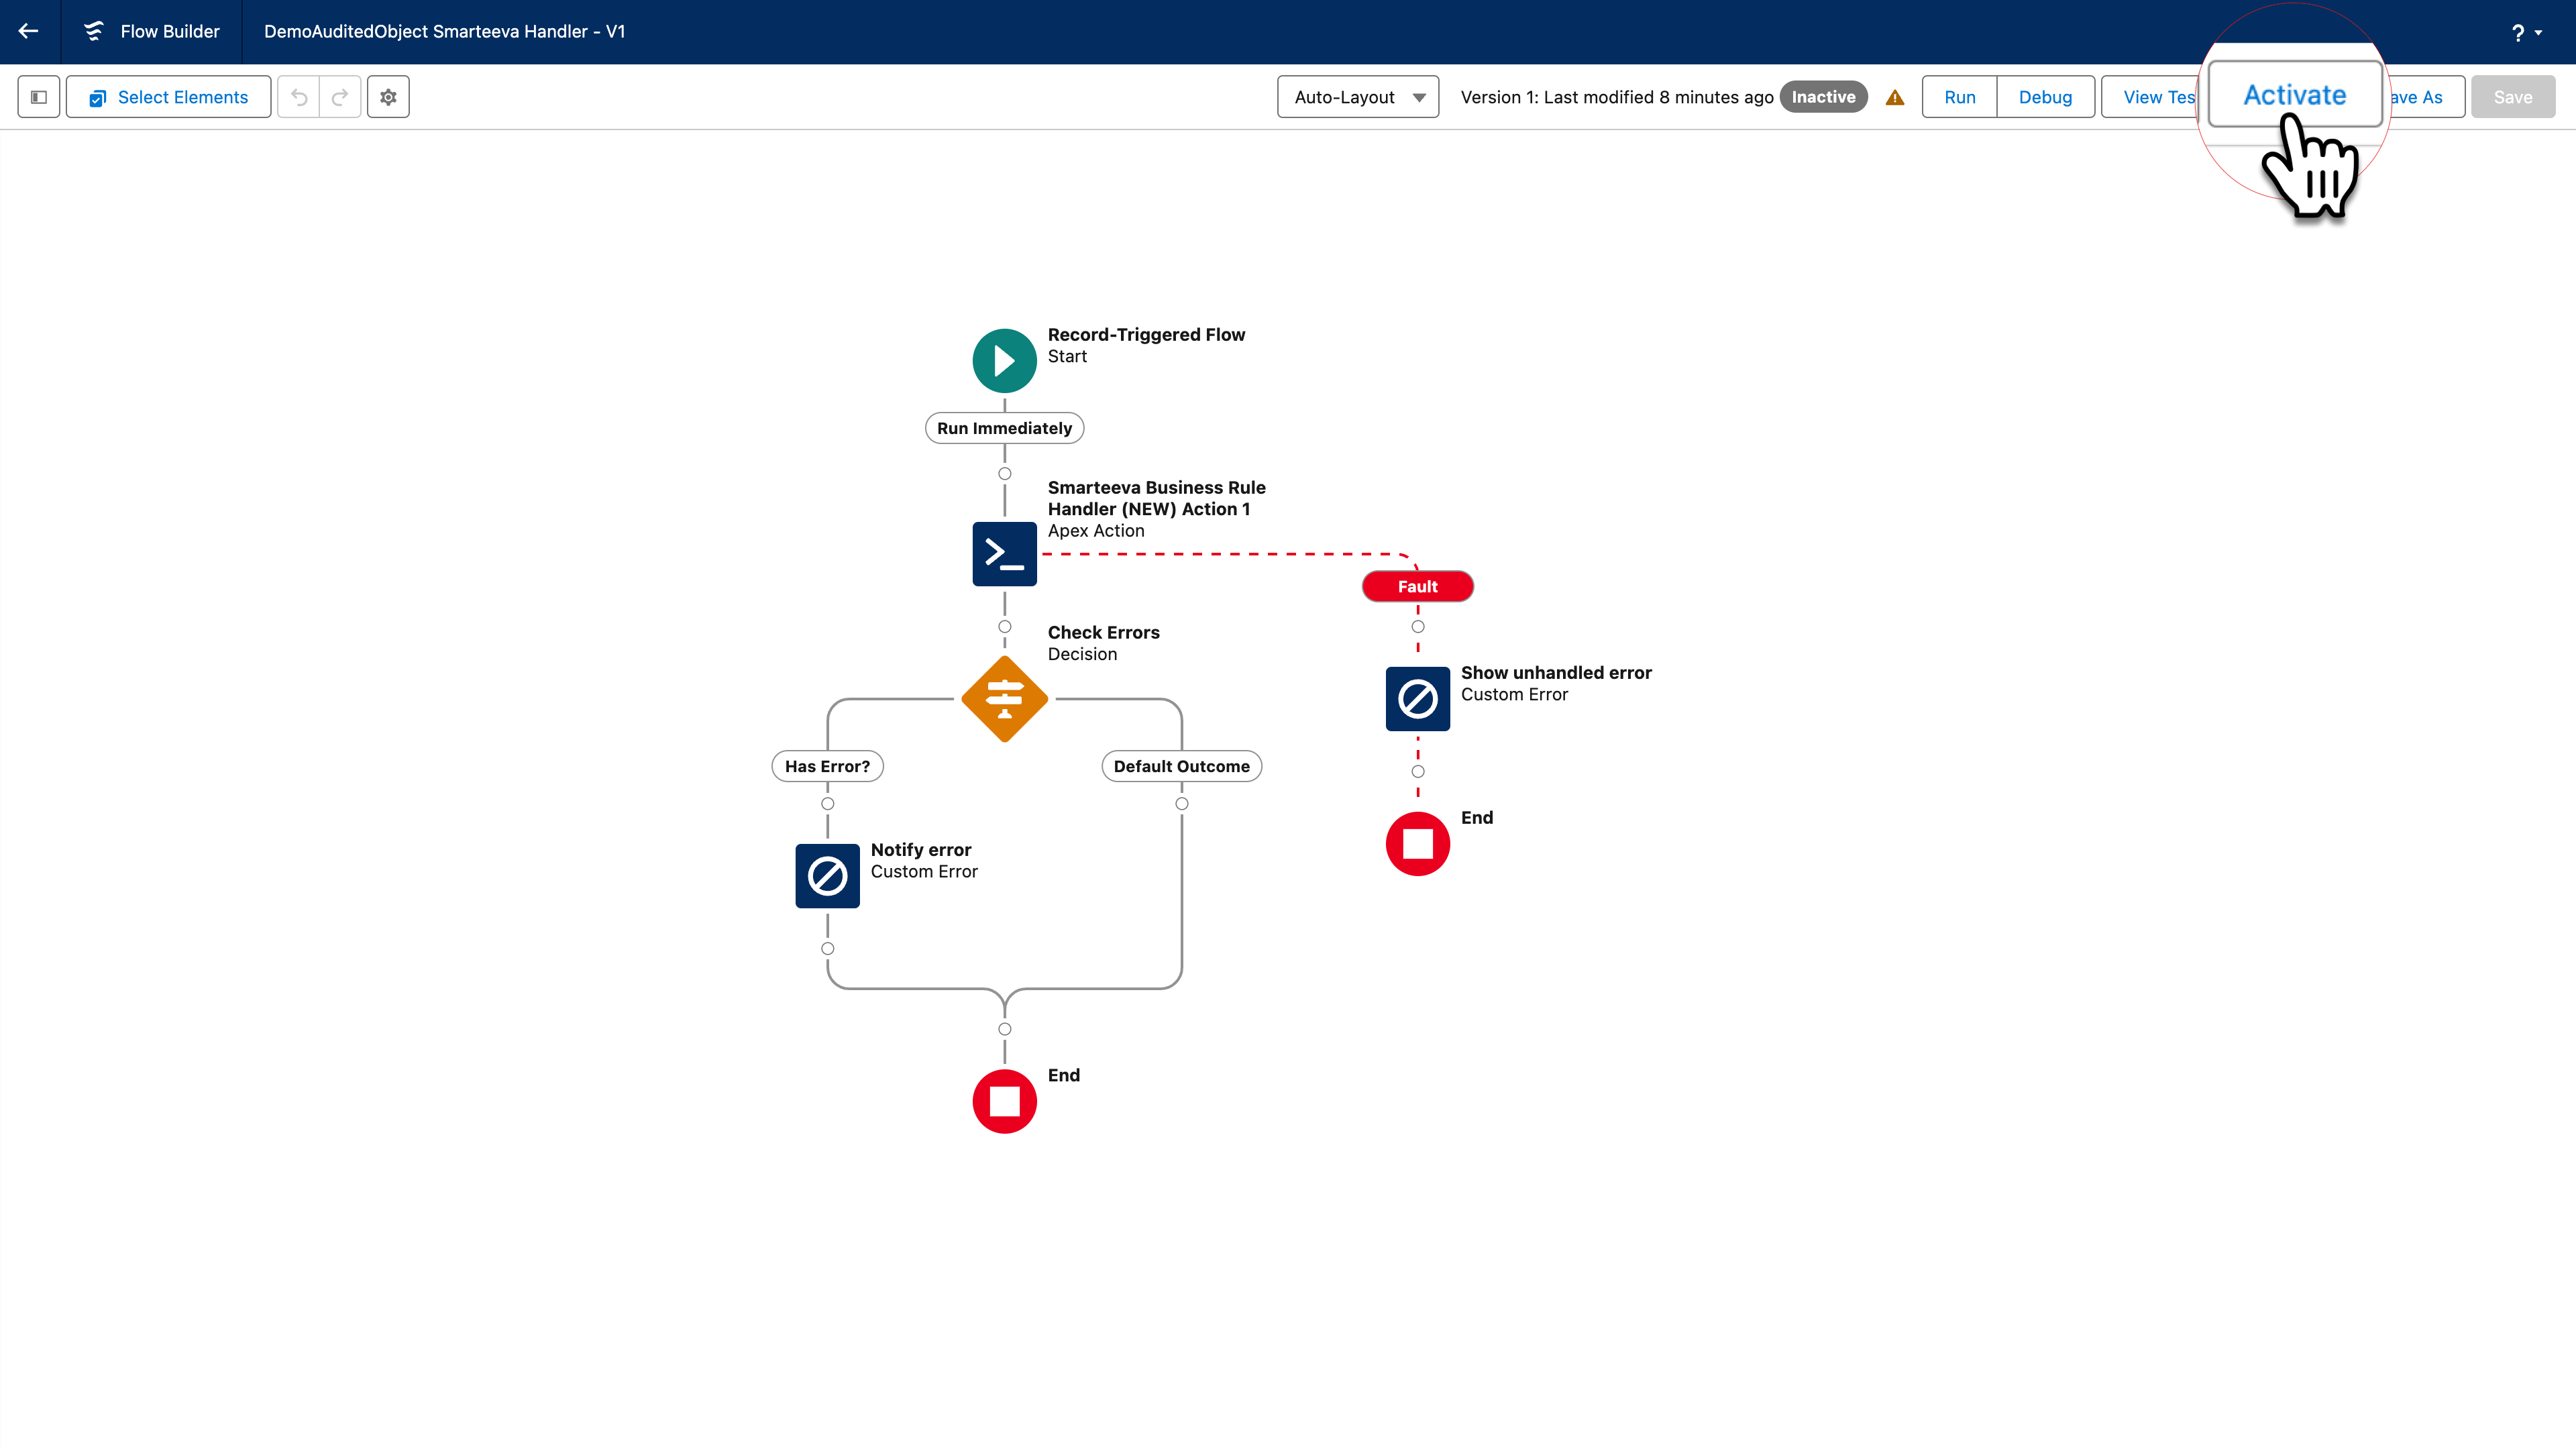 Flow Builder
DemoAuditedObject Smarteeva Handler - V1
?
Select Elements
Auto-Layout
Version 1: Last modified 8 minutes ago
Inactive
Run
Debug
View Tes
Activate
ave As
Save
Record-Triggered Flow
Start
Run Immediately
Smarteeva Business Rule
Handler (NEW) Action 1
Apex Action
Fault
Check Errors
Decision
Show unhandled error
Custom Error
Has Error?
Default Outcome
End
Notify error
Custom Error
End